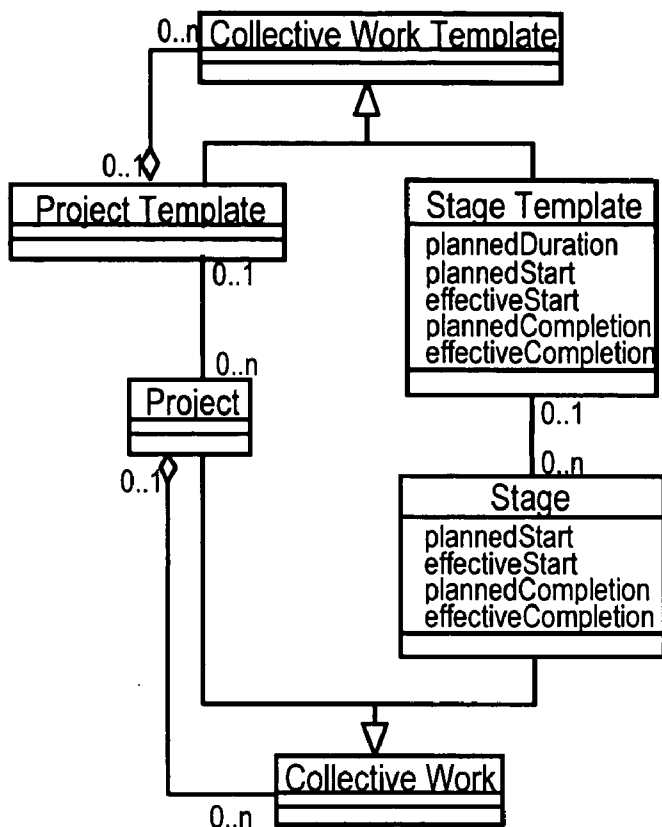 0..n
Collective Work Template
0..1
Project Template
0..1
Stage Template
plannedDuration
plannedStart
effectiveStart
plannedCompletion
effectiveCompletion
0..n
Project
0..1
0..1
0..n
Stage
plannedStart
effectiveStart
plannedCompletion
effectiveCompletion
Collective Work
0..n